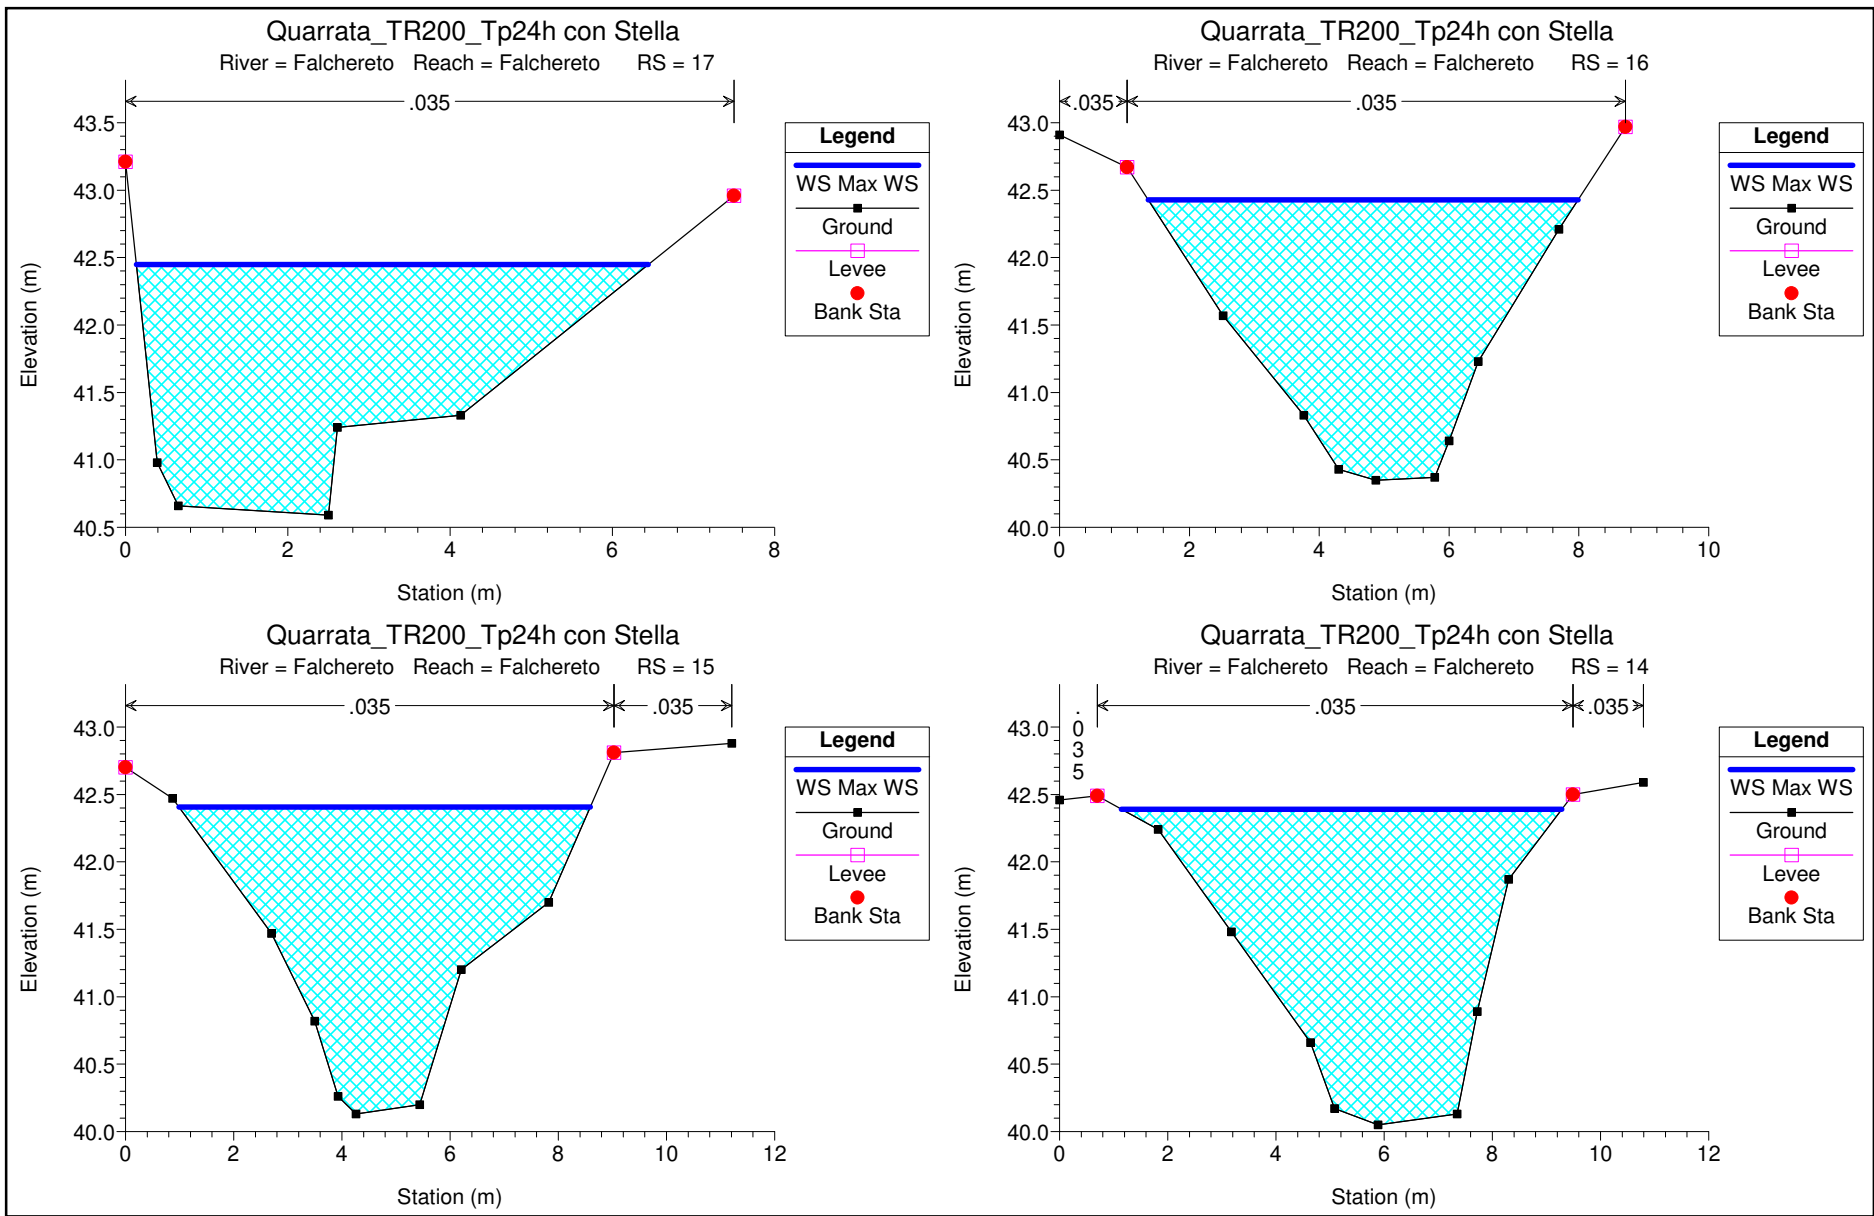 Quarrata_TR200_Tp24h con Stella
River = Falchereto Reach = Falchereto RS = 17
.035
43.5
43.0
42.5
42.0
41.5
41.0
40.5
0 2 4 6 8
Station (m)
Elevation (m)
Legend
WS Max WS
Ground
Levee
Bank Sta
Quarrata_TR200_Tp24h con Stella
River = Falchereto Reach = Falchereto RS = 16
.035 .035
43.0
42.5
42.0
41.5
41.0
40.5
40.0
0 2 4 6 8 10
Station (m)
Elevation (m)
Legend
WS Max WS
Ground
Levee
Bank Sta
Quarrata_TR200_Tp24h con Stella
River = Falchereto Reach = Falchereto RS = 15
.035 .035
43.0
42.5
42.0
41.5
41.0
40.5
40.0
0 2 4 6 8 10 12
Station (m)
Elevation (m)
Legend
WS Max WS
Ground
Levee
Bank Sta
Quarrata_TR200_Tp24h con Stella
River = Falchereto Reach = Falchereto RS = 14
.035 .035 .035
43.0
42.5
42.0
41.5
41.0
40.5
40.0
0 2 4 6 8 10 12
Station (m)
Elevation (m)
Legend
WS Max WS
Ground
Levee
Bank Sta